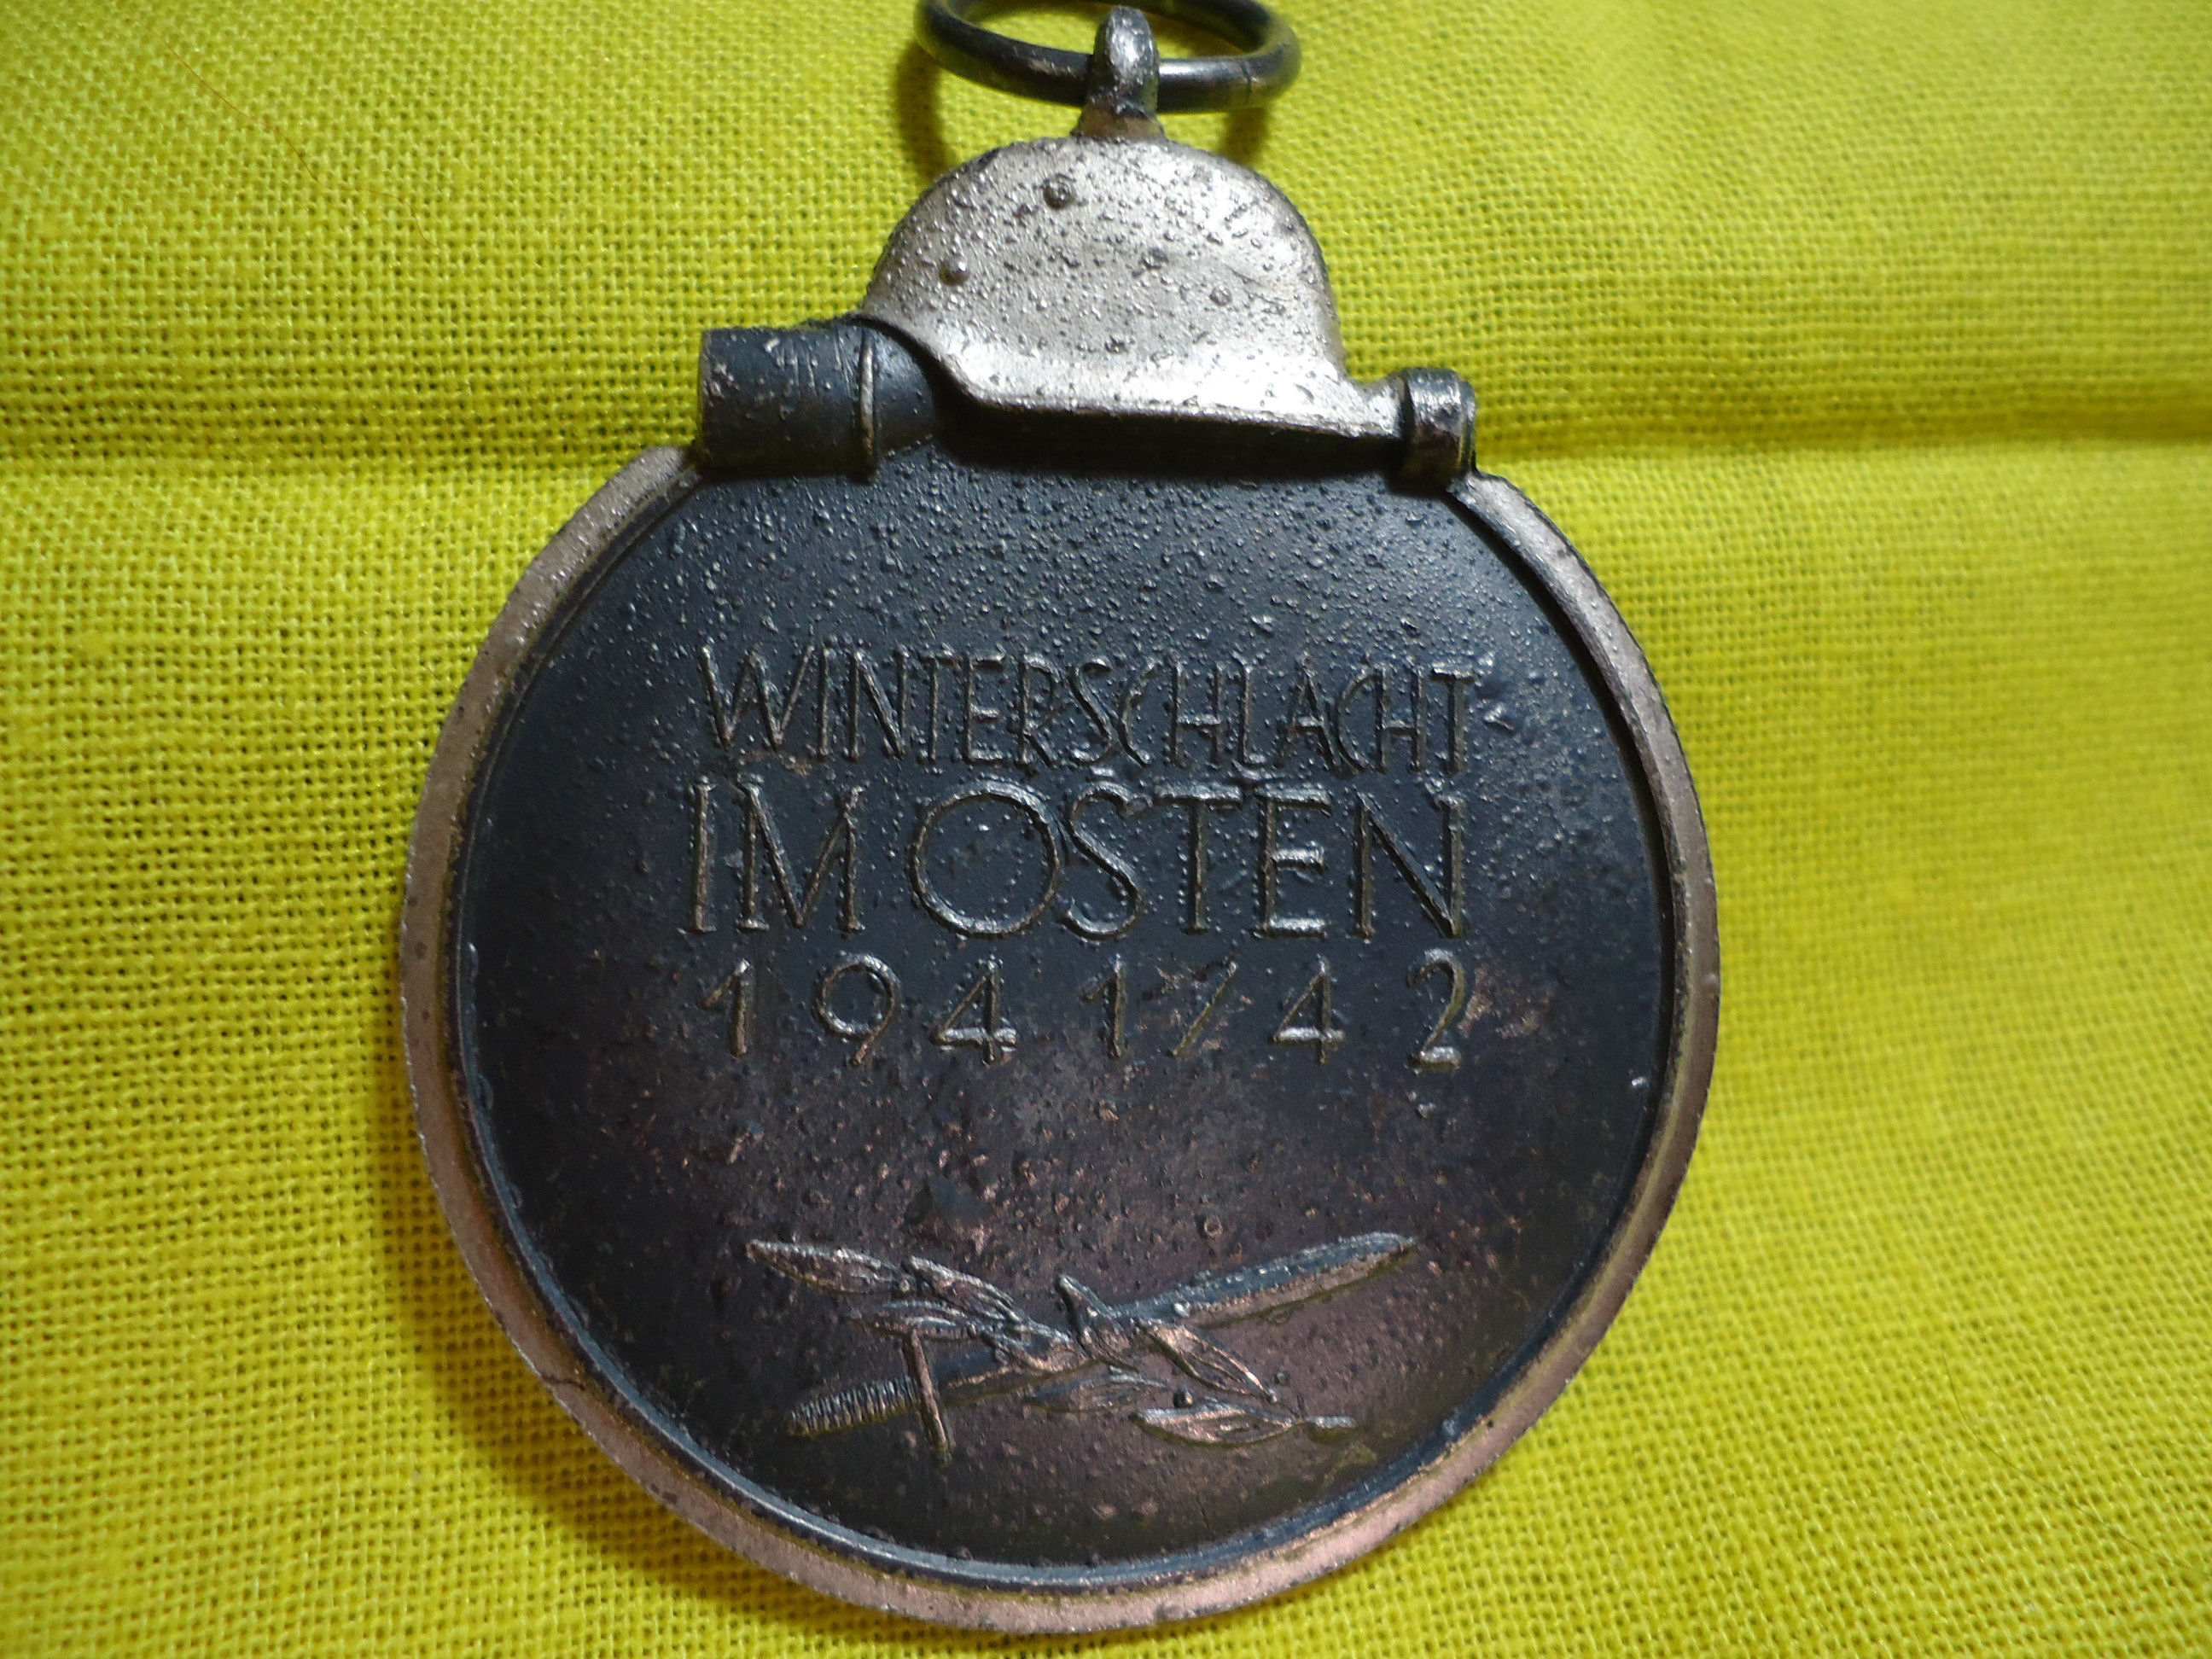 WINTERSCHLACHT
IM OSTEN
1941/42